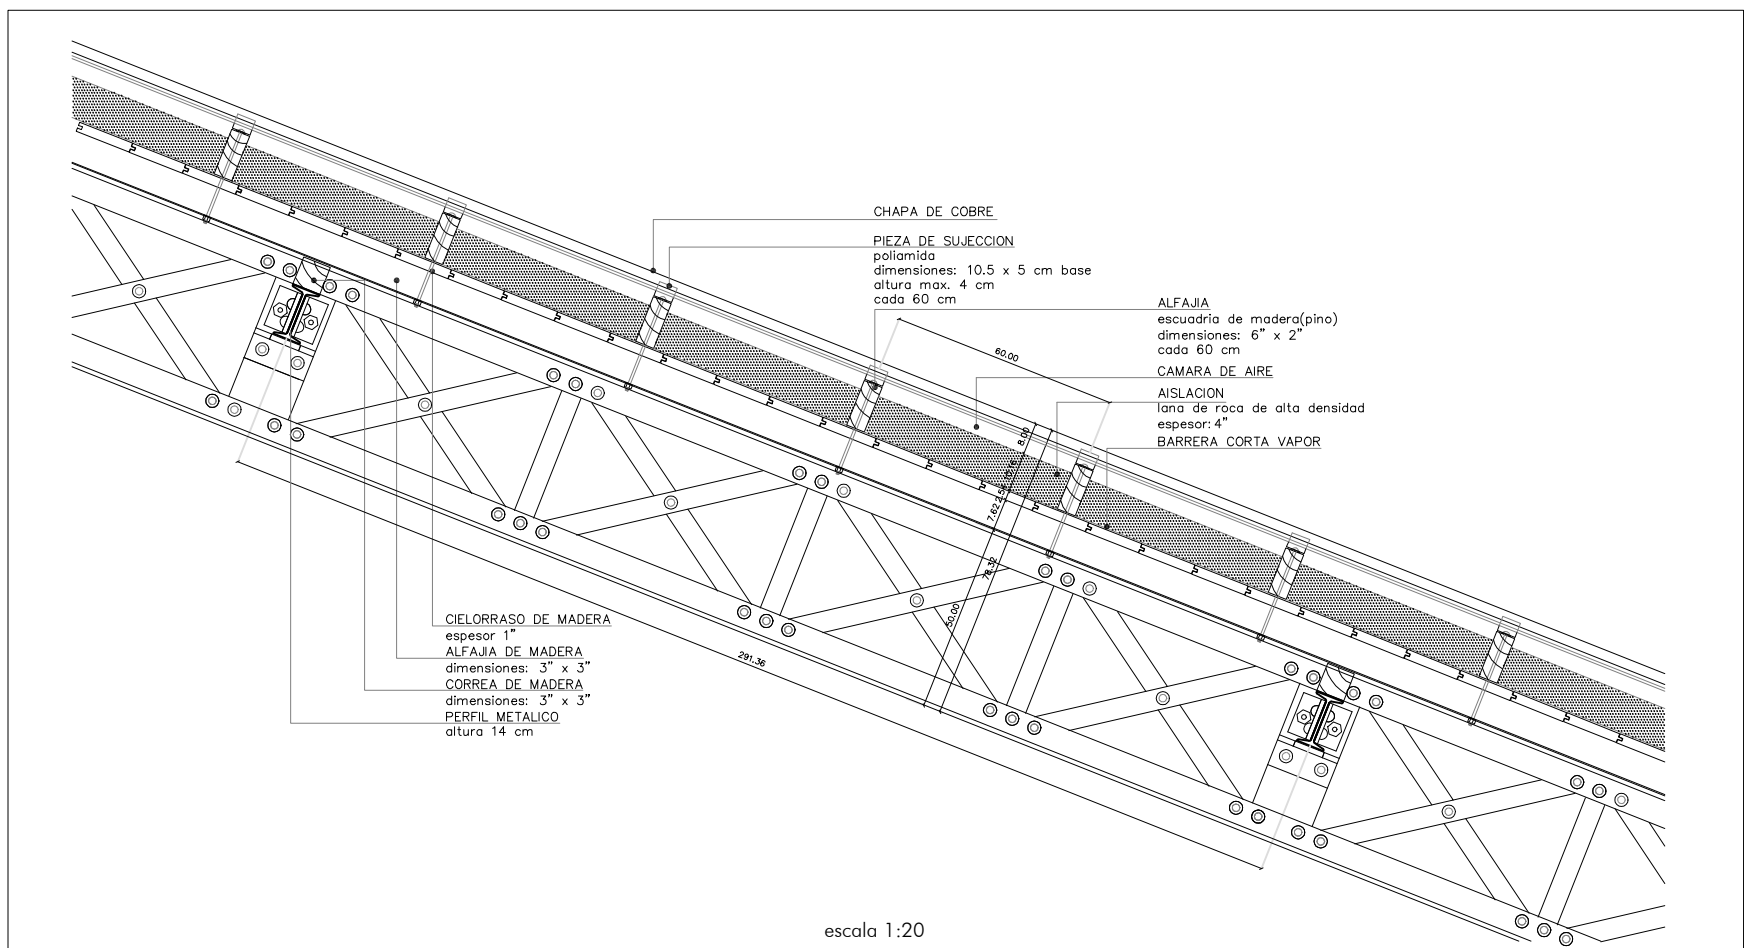 CHAPA DE COBRE
PIEZA DE SUJECCION
poliamida
dimensiones: 10.5 x 5 cm base
altura max. 4 cm
cada 60 cm
ALFAJIA
escuadria de madera(pino)
dimensiones: 6" x 2"
cada 60 cm
60.00
CAMARA DE AIRE
AISLACION
lana de roca de alta densidad
espesor: 4"
BARRERA CORTA VAPOR
8.00
7.62
78.32
50.00
291.36
CIELORRASO DE MADERA
espesor 1"
ALFAJIA DE MADERA
dimensiones: 3" x 3"
CORREA DE MADERA
dimensiones: 3" x 3"
PERFIL METALICO
altura 14 cm
escala 1:20